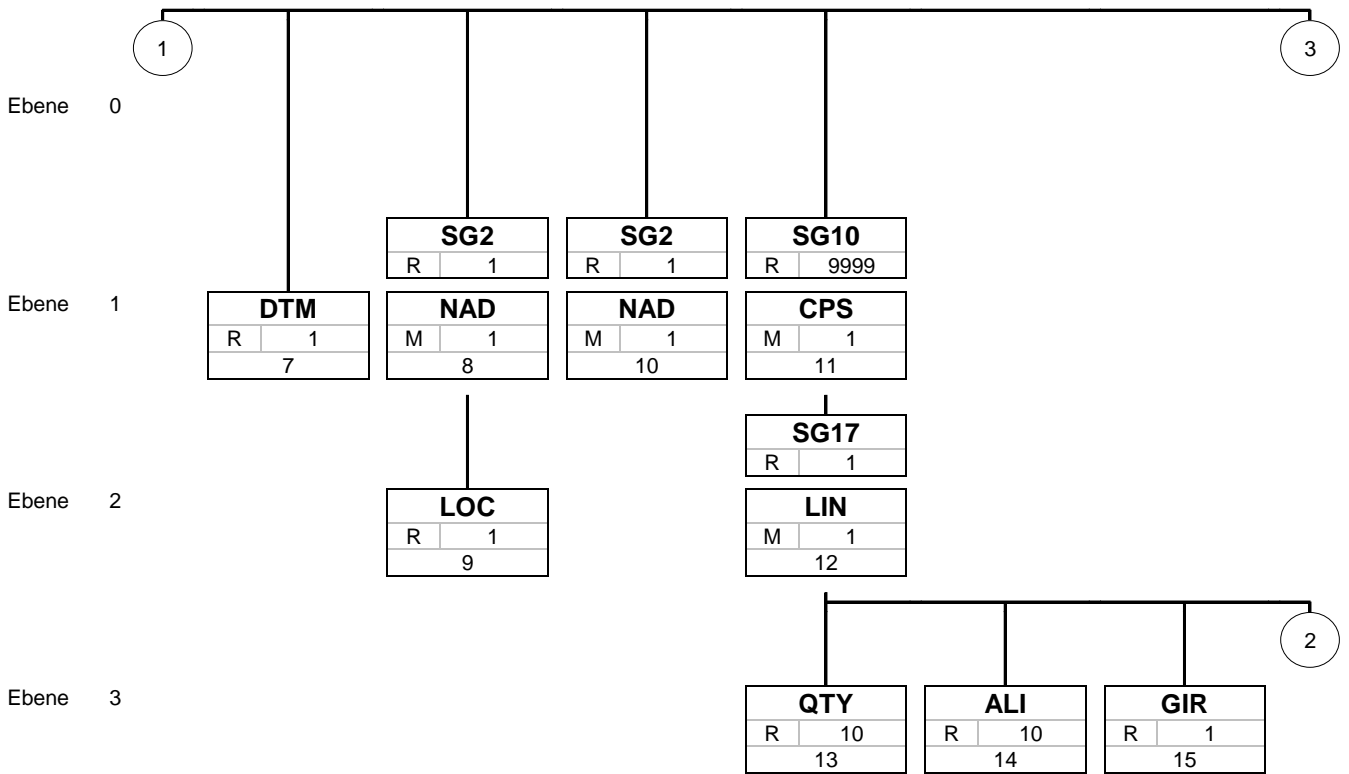 1 3
Ebene 0
SG2 SG2 SG10
R 1 R 1 R 9999
Ebene 1 DTM NAD NAD CPS
R 1 M 1 M 1 M 1
7 8 10 11
SG17
R 1
Ebene 2 LOC LIN
R 1 M 1
9 12
2
Ebene 3 QTY ALI GIR
R 10 R 10 R 1
13 14 15